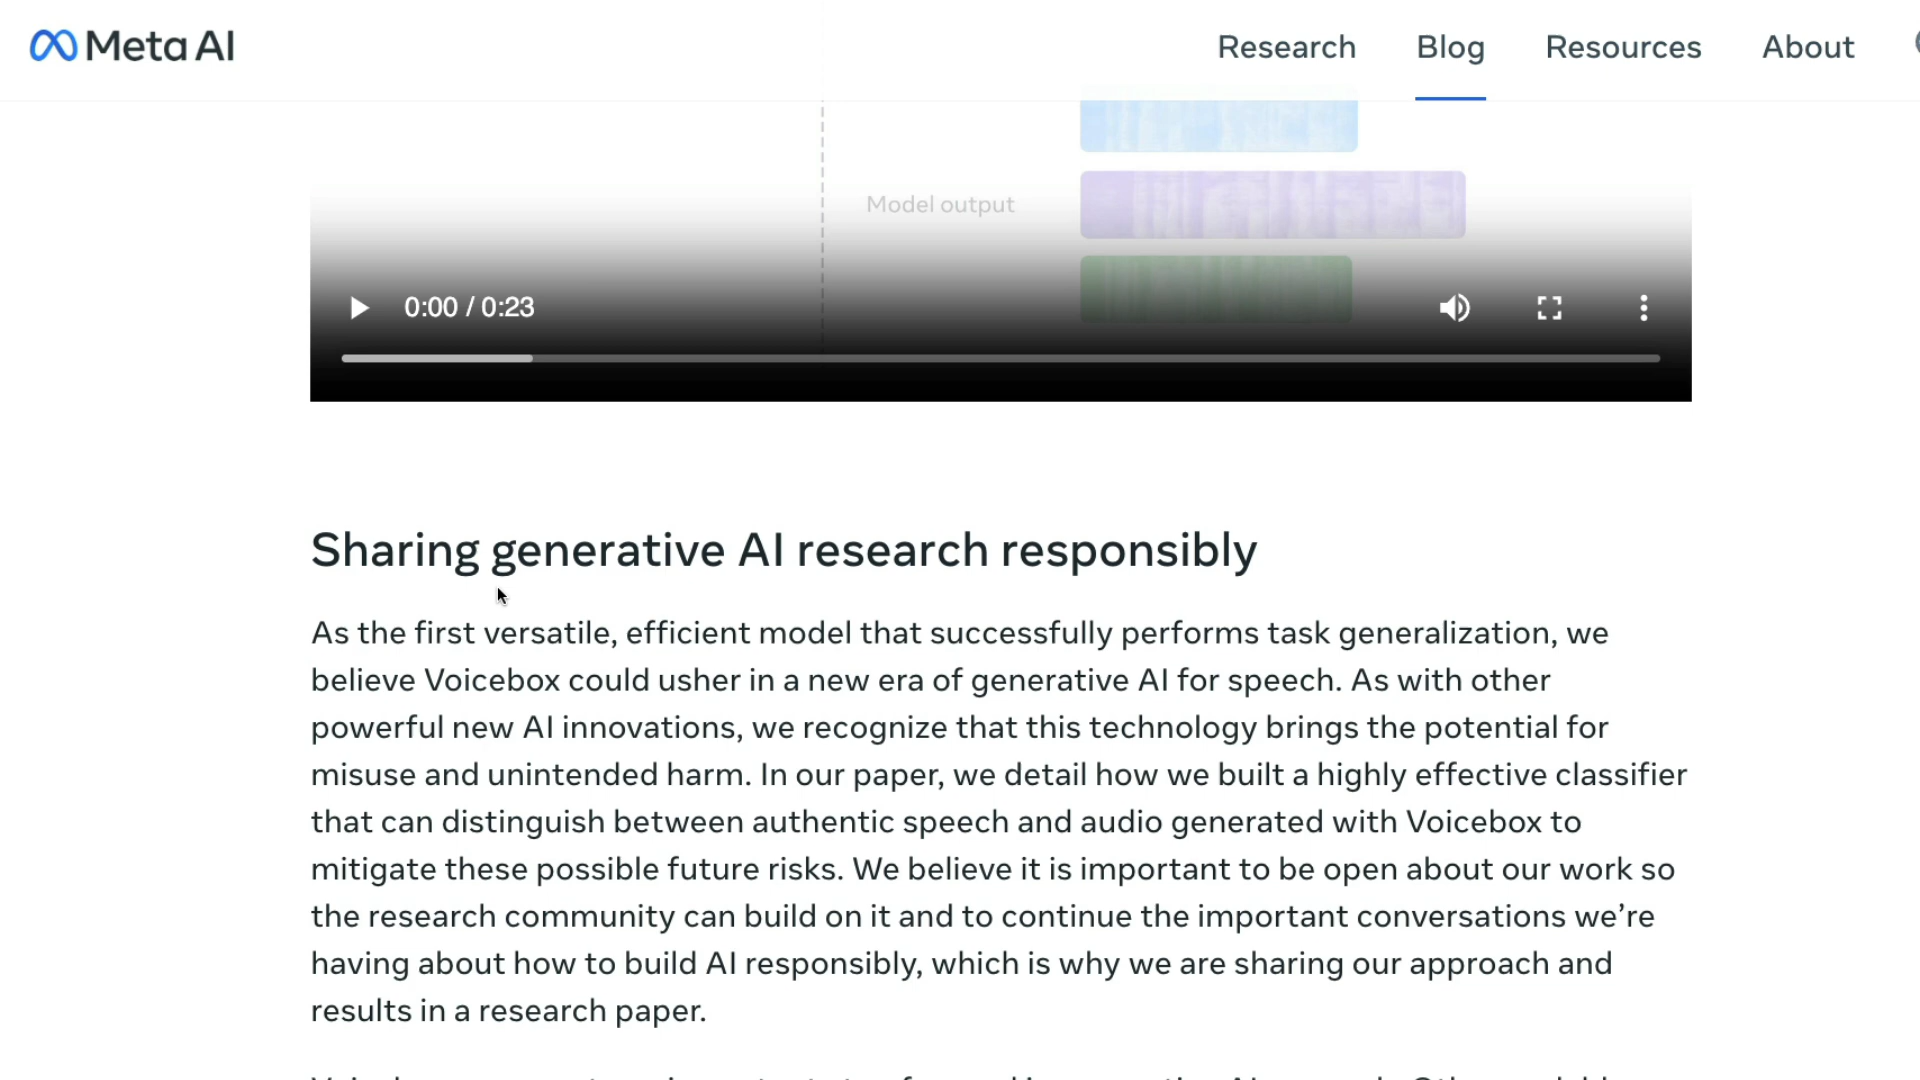 Meta AI
Research
Blog
Resources
About
Model output
0:00 / 0:23
Sharing generative AI research responsibly
As the first versatile, efficient model that successfully performs task generalization, we
believe Voicebox could usher in a new era of generative AI for speech. As with other
powerful new AI innovations, we recognize that this technology brings the potential for
misuse and unintended harm. In our paper, we detail how we built a highly effective classifier
that can distinguish between authentic speech and audio generated with Voicebox to
mitigate these possible future risks. We believe it is important to be open about our work so
the research community can build on it and to continue the important conversations we’re
having about how to build AI responsibly, which is why we are sharing our approach and
results in a research paper.